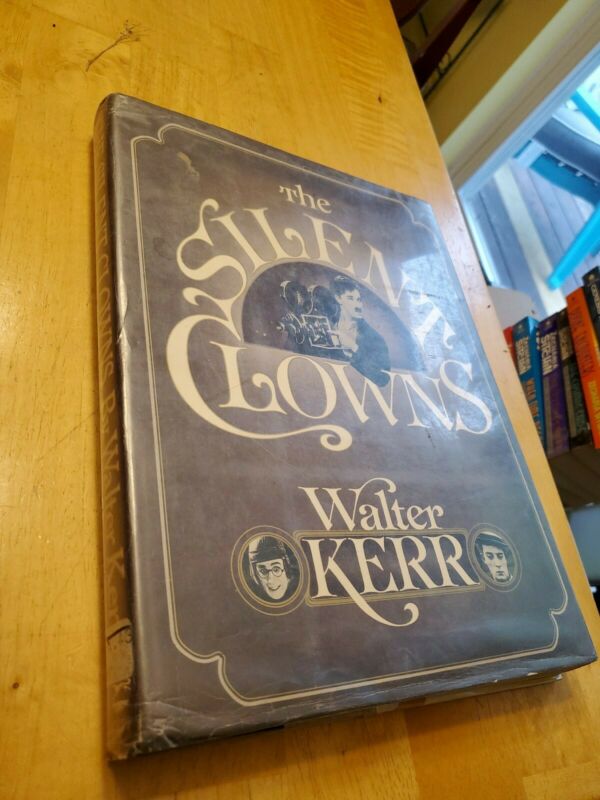 The
SILENT
CLOWNS
Walter
KERR